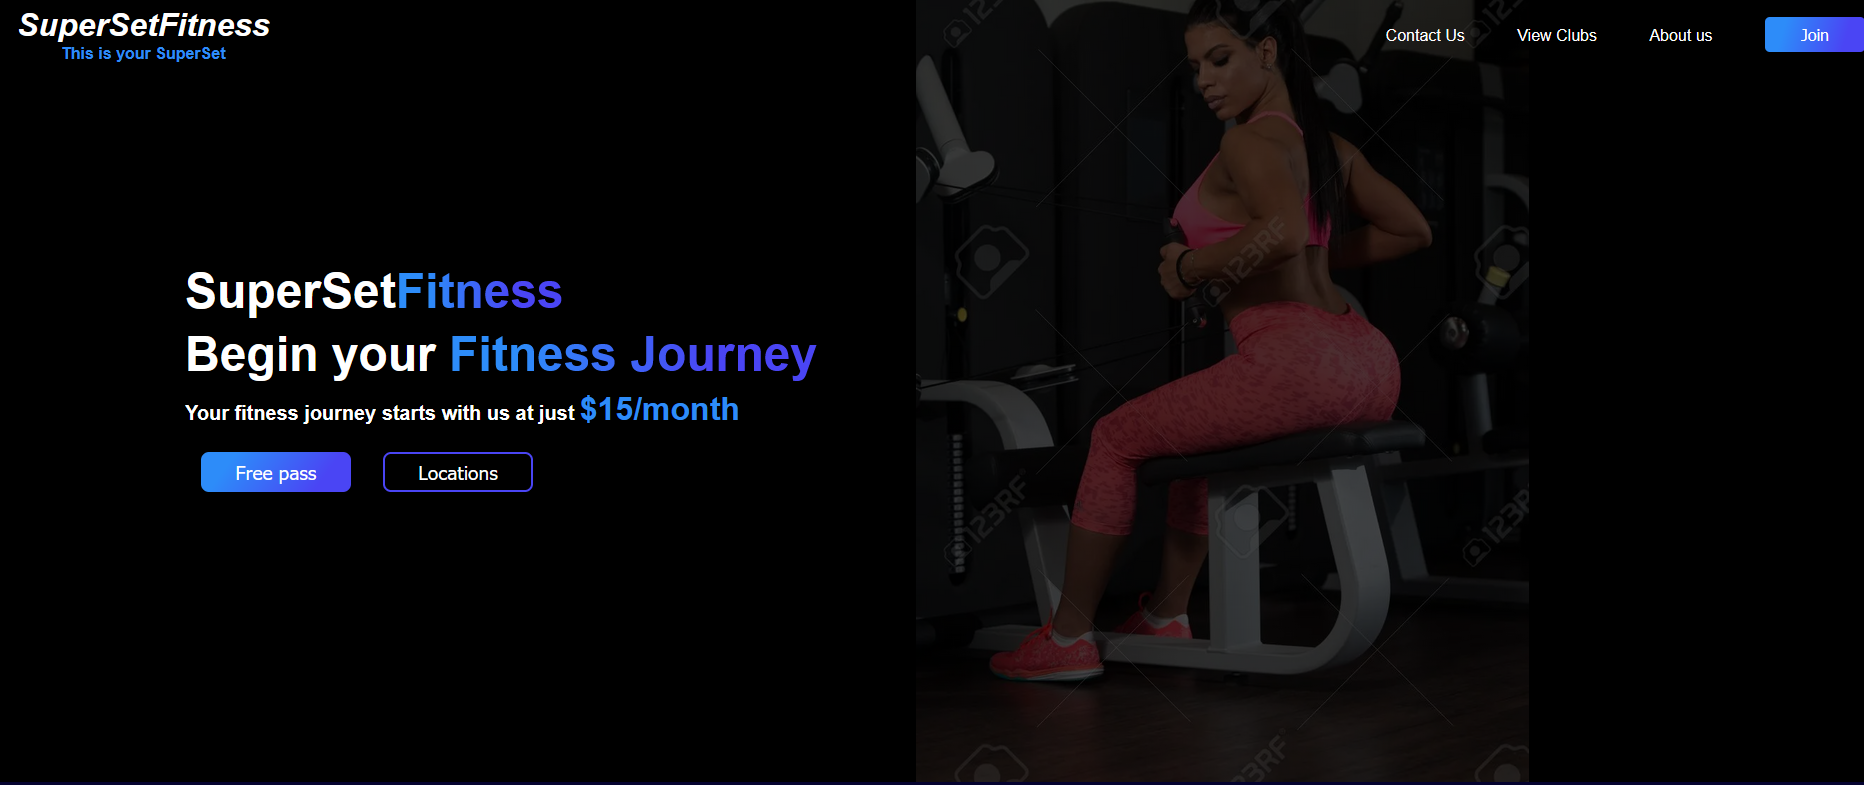 SuperSetFitness
This is your SuperSet
Contact Us
View Clubs
About us
Join
SuperSetFitness
Begin your Fitness Journey
Your fitness journey starts with us at just $15/month
Free pass
Locations
123RF
123RF
123RF
123RF